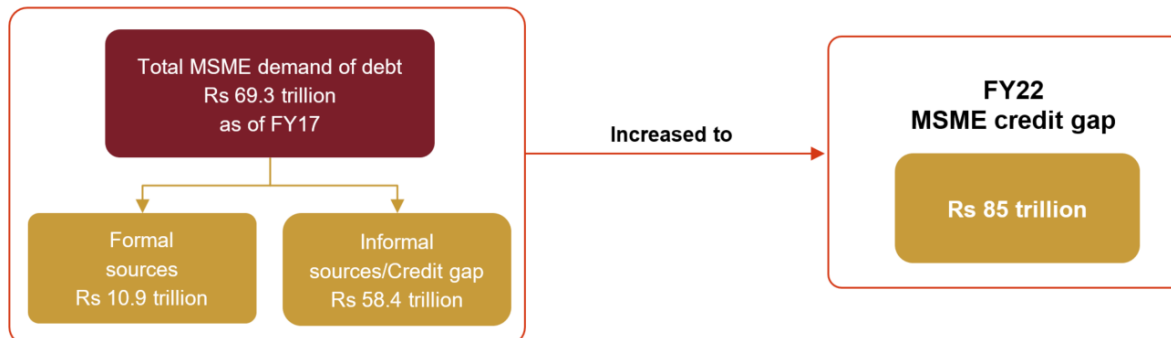 Total MSME demand of debt
Rs 69.3 trillion
as of FY17
Formal
sources
Rs 10.9 trillion
Informal
sources/Credit gap
Rs 58.4 trillion
Increased to
FY22
MSME credit gap
Rs 85 trillion